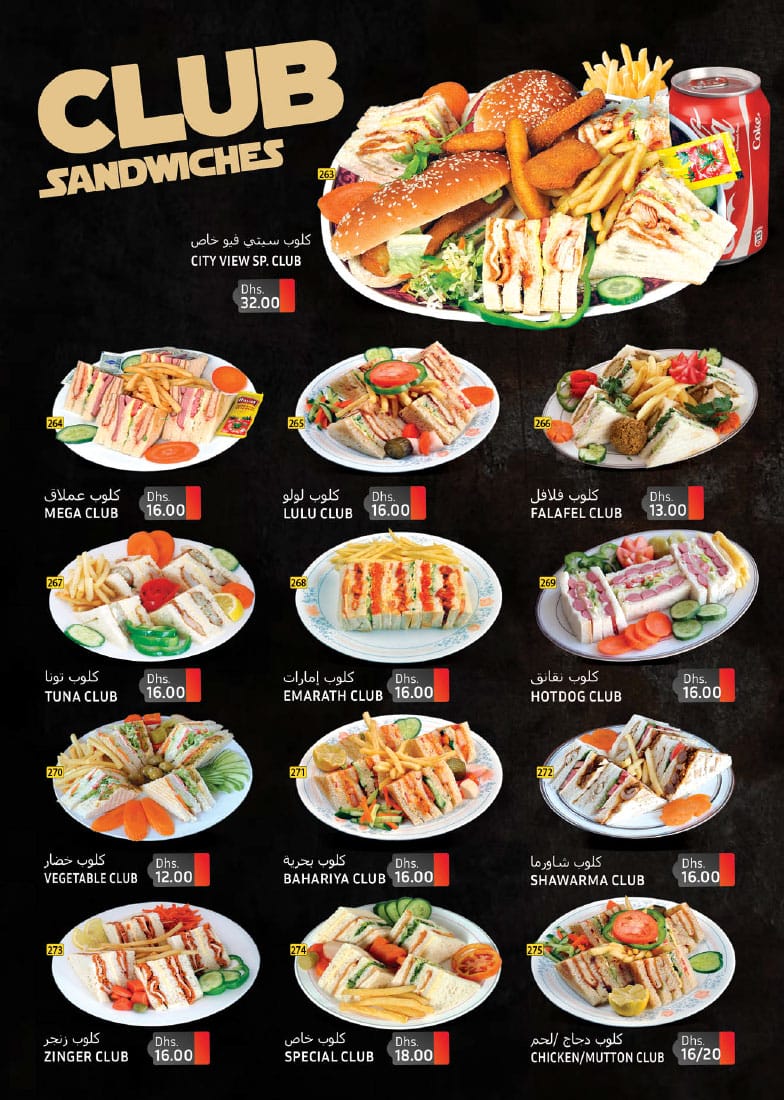 CLUB
SANDWICHES
263
Coke
كلوب سيتي فيو خاص
CITY VIEW SP. CLUB
Dhs.
32.00
264
كلوب عملاق
MEGA CLUB
Dhs.
16.00
265
كلوب لولو
LULU CLUB
Dhs.
16.00
266
كلوب فلافل
FALAFEL CLUB
Dhs.
13.00
267
كلوب تونا
TUNA CLUB
Dhs.
16.00
268
كلوب إمارات
EMARATH CLUB
Dhs.
16.00
269
كلوب نقانق
HOTDOG CLUB
Dhs.
16.00
270
كلوب خضار
VEGETABLE CLUB
Dhs.
12.00
271
كلوب بحرية
BAHARIYA CLUB
Dhs.
16.00
272
كلوب شاورما
SHAWARMA CLUB
Dhs.
16.00
273
كلوب زنجر
ZINGER CLUB
Dhs.
16.00
274
كلوب خاص
SPECIAL CLUB
Dhs.
18.00
275
كلوب دجاج /لحم
CHICKEN/MUTTON CLUB
Dhs.
16/20